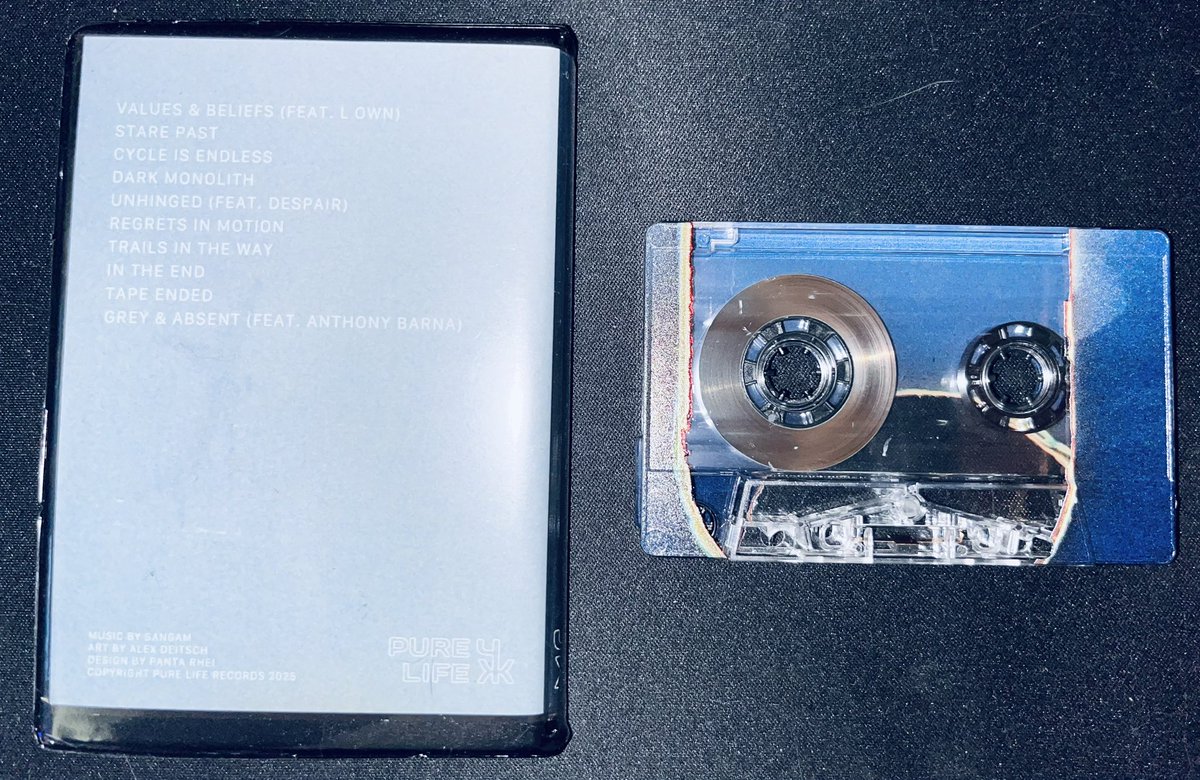 VALUES & BELIEFS (FEAT. L OWN)
STARE PAST
CYCLE IS ENDLESS
DARK MONOLITH
UNHINGED (FEAT. DESPAIR)
REGRETS IN MOTION
TRAILS IN THE WAY
IN THE END
TAPE ENDED
GREY & ABSENT (FEAT. ANTHONY BARNA)
MUSIC BY SANGAM
ART BY ALEX DEITSCH
DESIGN BY PANTA RHEI
COPYRIGHT PURE LIFE RECORDS 2025
PURE
LIFE